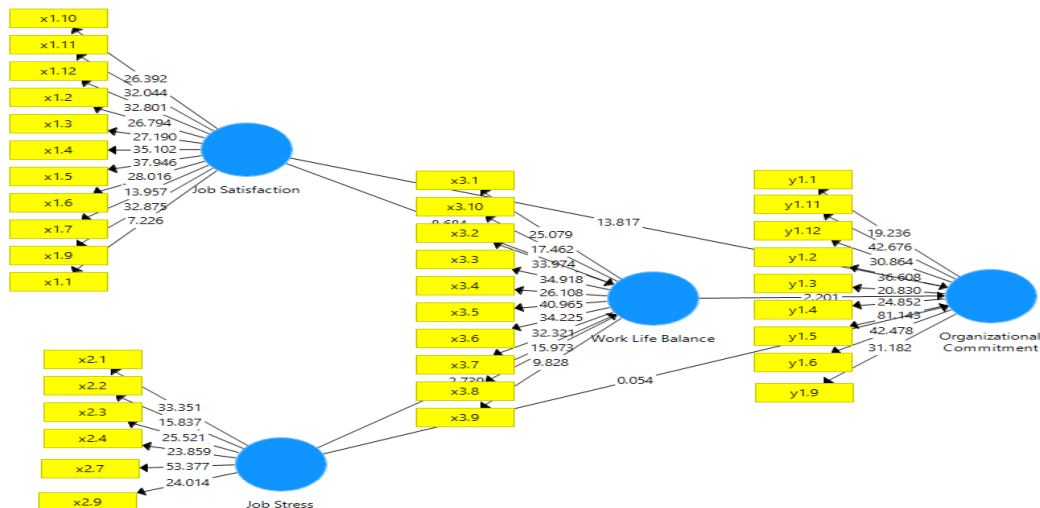 x1.10
x1.11
x1.12
x1.2
x1.3
x1.4
x1.5
x1.6
x1.7
x1.9
x1.1
26.392
32.044
32.801
26.794
27.190
35.102
37.946
28.016
13.957
32.875
7.226
Job Satisfaction
x2.1
x2.2
x2.3
x2.4
x2.7
x2.9
33.351
15.837
25.521
23.859
53.377
24.014
Job Stress
x3.1
x3.10
x3.2
x3.3
x3.4
x3.5
x3.6
x3.7
x3.8
x3.9
25.079
17.462
33.974
34.918
26.108
40.965
34.225
32.321
15.973
9.828
Work Life Balance
13.817
2.201
0.054
y1.1
y1.11
y1.12
y1.2
y1.3
y1.4
y1.5
y1.6
y1.9
19.236
42.676
30.864
36.608
20.830
24.852
81.143
42.478
31.182
Organizational
Commitment